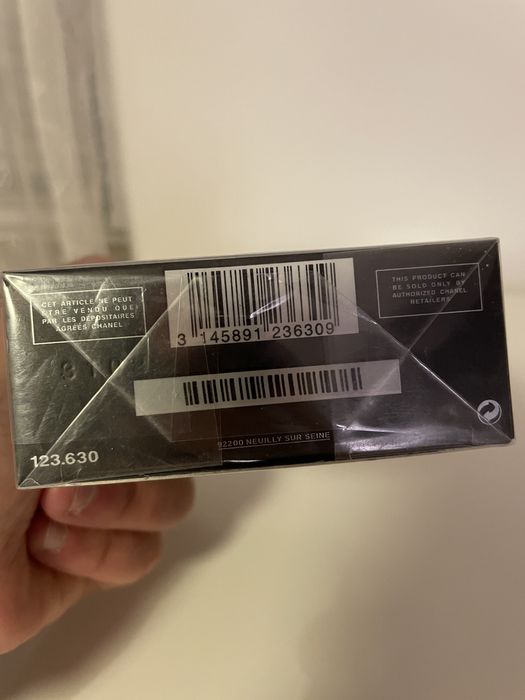 CET ARTICLE NE PEUT
ÊTRE VENDU QUE
PAR LES DÉPOSITAIRES
AGRÉÉS CHANEL
THIS PRODUCT CAN
BE SOLD ONLY BY
AUTHORIZED CHANEL
RETAILERS
3 145891 236309
92200 NEUILLY SUR SEINE
123.630